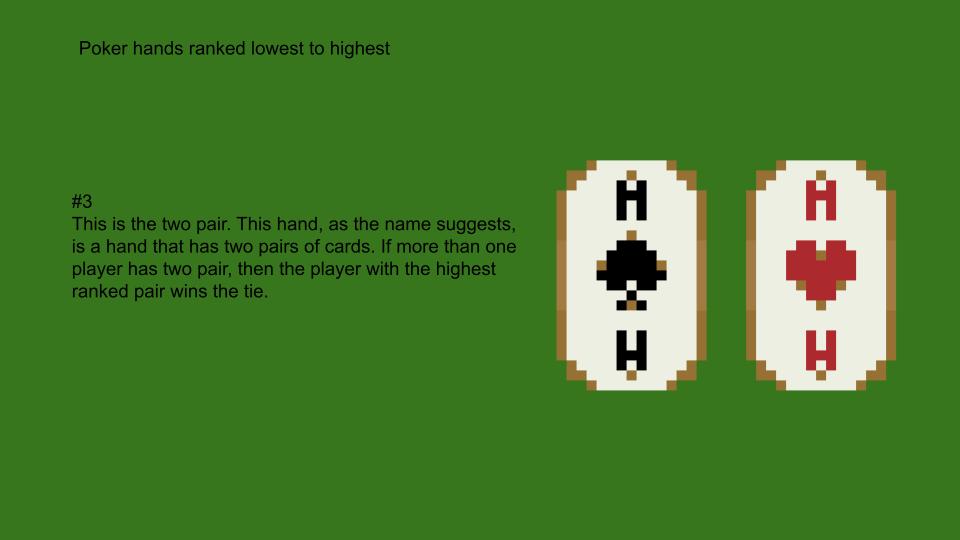 Poker hands ranked lowest to highest
#3
This is the two pair. This hand, as the name suggests,
is a hand that has two pairs of cards. If more than one
player has two pair, then the player with the highest
ranked pair wins the tie.
H H
H H